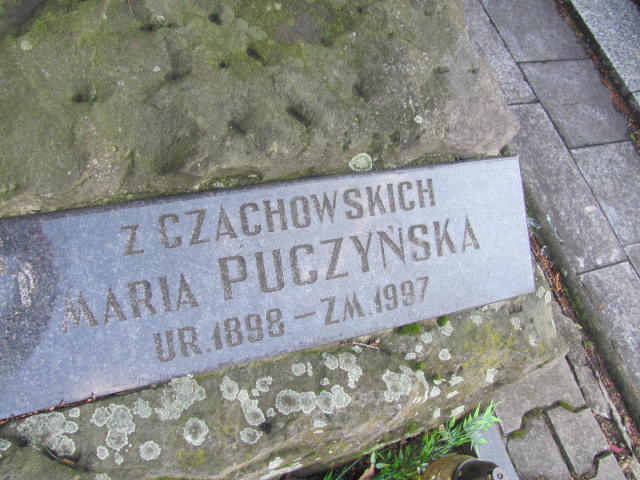 Z CZACHOWSKICH
MARIA PUCZYŃSKA
UR. 1898 – ZM. 1997